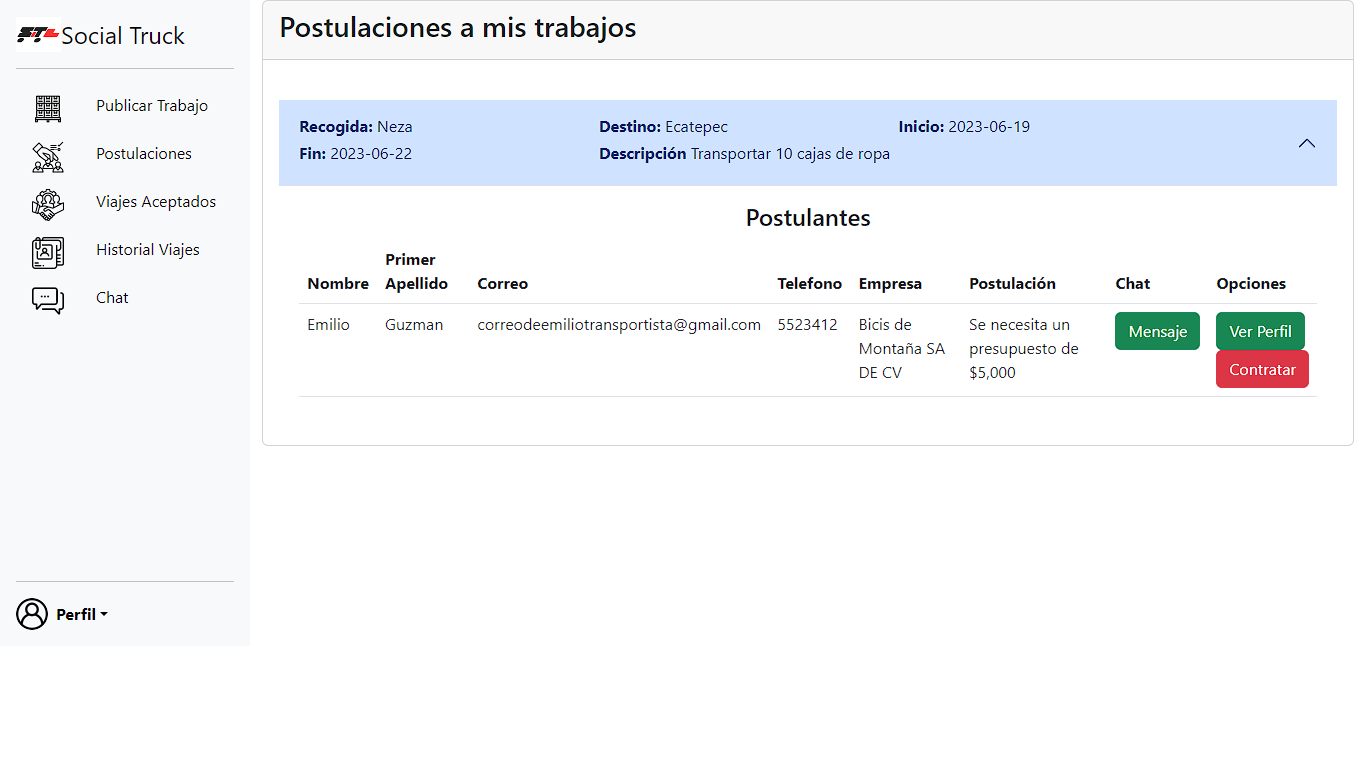 Social Truck
Publicar Trabajo
Postulaciones
Viajes Aceptados
Historial Viajes
Chat
Perfil
Postulaciones a mis trabajos
Recogida: Neza Destino: Ecatepec Inicio: 2023-06-19
Fin: 2023-06-22 Descripción Transportar 10 cajas de ropa
Postulantes
Nombre Primer Apellido Correo Telefono Empresa Postulación Chat Opciones
Emilio Guzman correodeemiliotransportista@gmail.com 5523412 Bicis de Se necesita un Mensaje Ver Perfil
Montaña SA presupuesto de
DE CV $5,000 Contratar